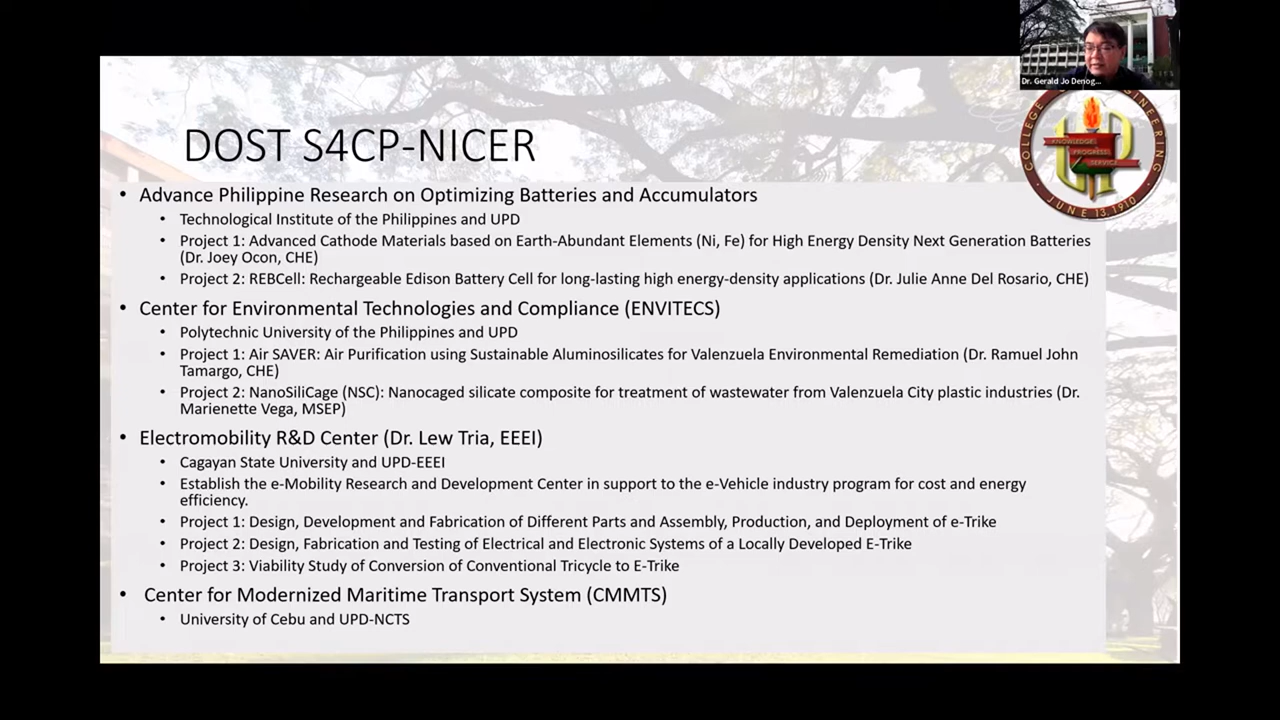 Dr. Gerald Jo Denog...
COLLEGE OF ENGINEERING
KNOWLEDGE
PROGRESS
SERVICE
JUNE 13, 1910
DOST S4CP-NICER
• Advance Philippine Research on Optimizing Batteries and Accumulators
• Technological Institute of the Philippines and UPD
• Project 1: Advanced Cathode Materials based on Earth-Abundant Elements (Ni, Fe) for High Energy Density Next Generation Batteries
(Dr. Joey Ocon, CHE)
• Project 2: REBCell: Rechargeable Edison Battery Cell for long-lasting high energy-density applications (Dr. Julie Anne Del Rosario, CHE)
• Center for Environmental Technologies and Compliance (ENVITECS)
• Polytechnic University of the Philippines and UPD
• Project 1: Air SAVER: Air Purification using Sustainable Aluminosilicates for Valenzuela Environmental Remediation (Dr. Ramuel John
Tamargo, CHE)
• Project 2: NanoSiliCage (NSC): Nanocaged silicate composite for treatment of wastewater from Valenzuela City plastic industries (Dr.
Marienette Vega, MSEP)
• Electromobility R&D Center (Dr. Lew Tria, EEEI)
• Cagayan State University and UPD-EEEI
• Establish the e-Mobility Research and Development Center in support to the e-Vehicle industry program for cost and energy
efficiency.
• Project 1: Design, Development and Fabrication of Different Parts and Assembly, Production, and Deployment of e-Trike
• Project 2: Design, Fabrication and Testing of Electrical and Electronic Systems of a Locally Developed E-Trike
• Project 3: Viability Study of Conversion of Conventional Tricycle to E-Trike
• Center for Modernized Maritime Transport System (CMMTS)
• University of Cebu and UPD-NCTS